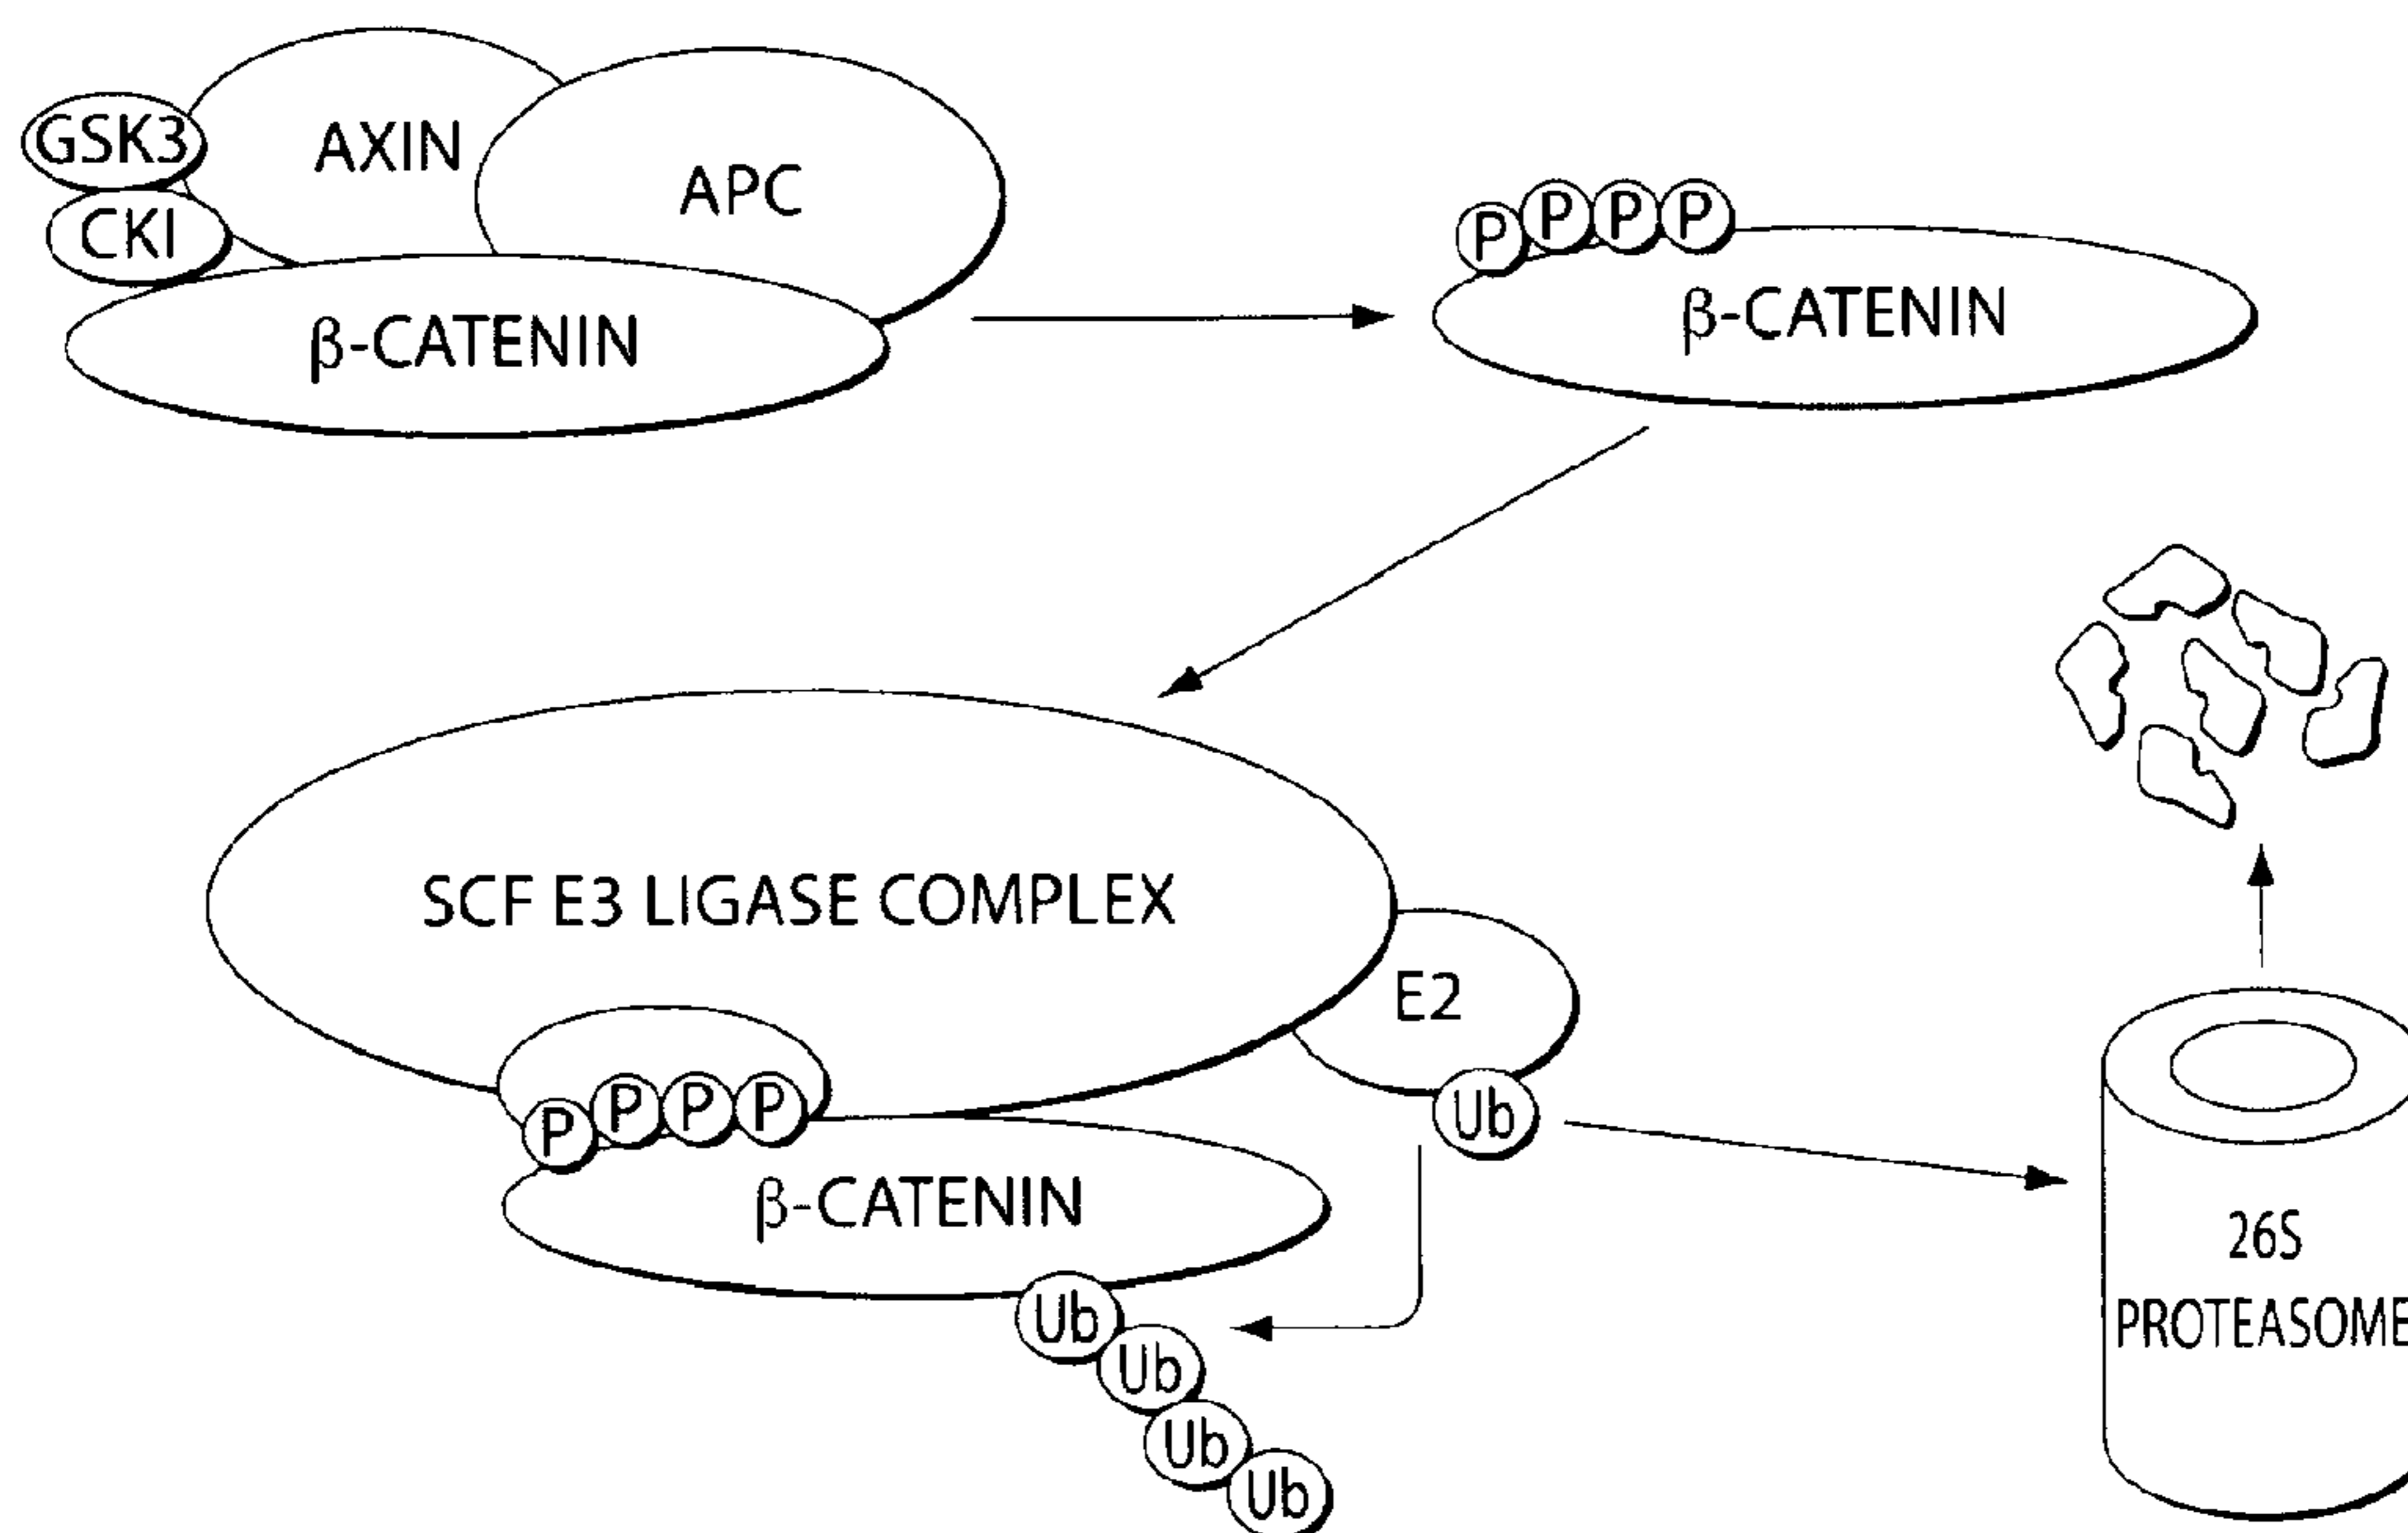 GSK3
AXIN
APC
CKI
β-CATENIN
P P P P
β-CATENIN
SCF E3 LIGASE COMPLEX
E2
Ub
P P P P
β-CATENIN
Ub
Ub
Ub
Ub
26S
PROTEASOME